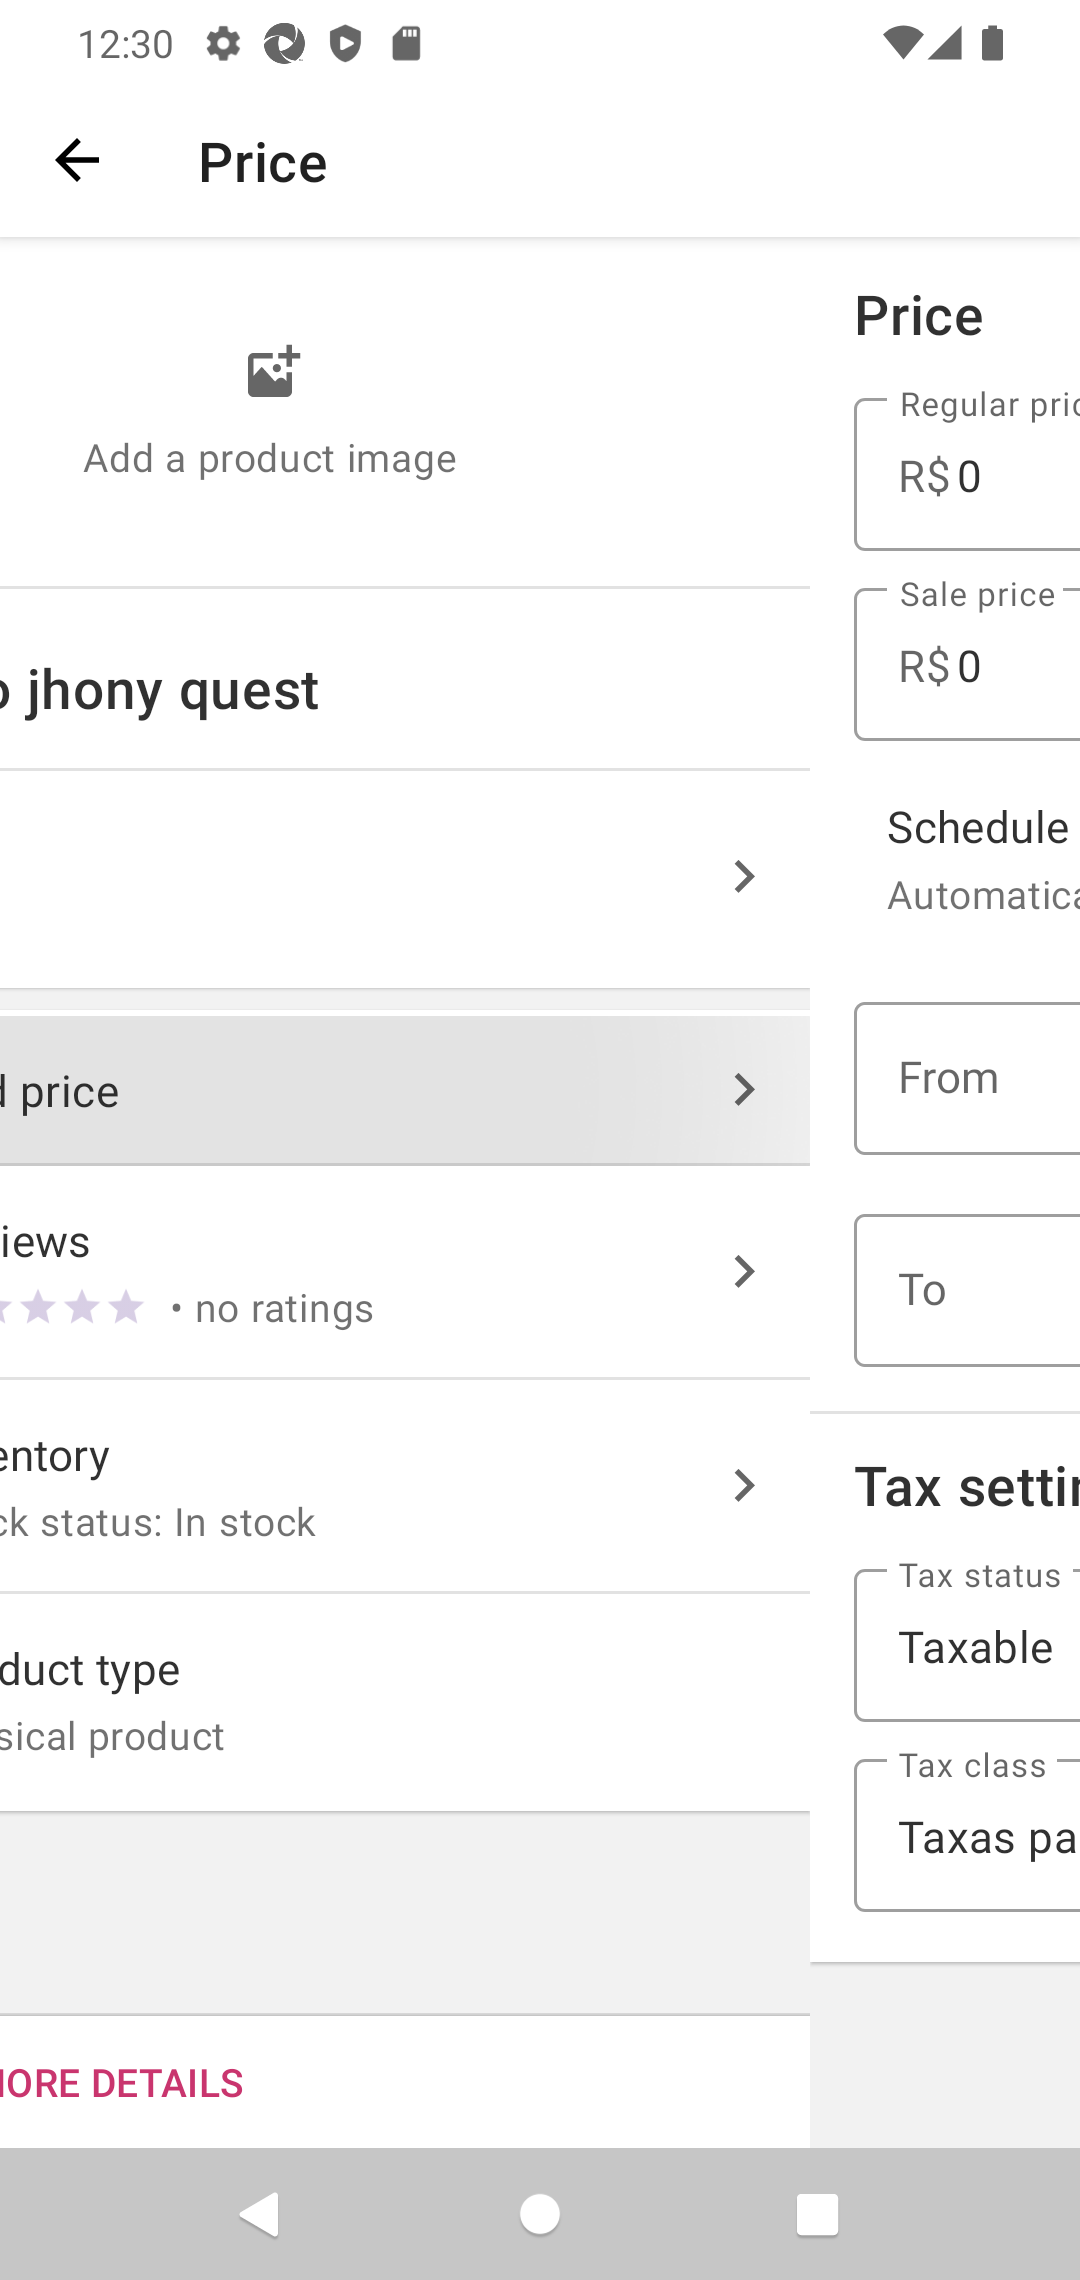 12:30
Price
Add a product image
jhony quest
price
iews
• no ratings
entory
ck status: In stock
duct type
sical product
MORE DETAILS
Price
Regular pric
R$ 0
Sale price
R$ 0
Schedule
Automatica
From
To
Tax settin
Tax status
Taxable
Tax class
Taxas pa